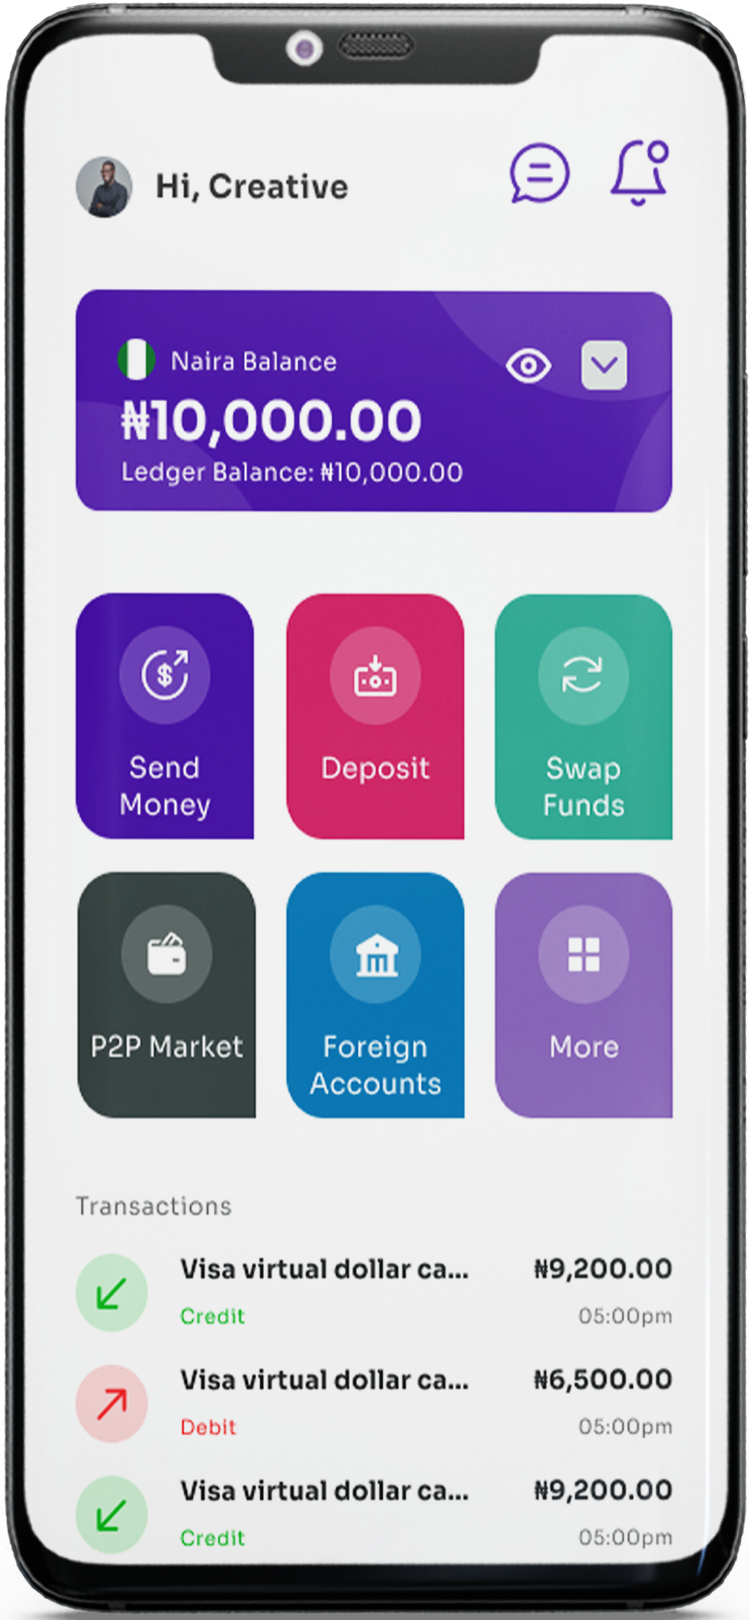 Hi, Creative
Naira Balance
₦10,000.00
Ledger Balance: ₦10,000.00
Send
Money
Deposit
Swap
Funds
P2P Market
Foreign
Accounts
More
Transactions
Visa virtual dollar ca... ₦9,200.00
Credit 05:00pm
Visa virtual dollar ca... ₦6,500.00
Debit 05:00pm
Visa virtual dollar ca... ₦9,200.00
Credit 05:00pm